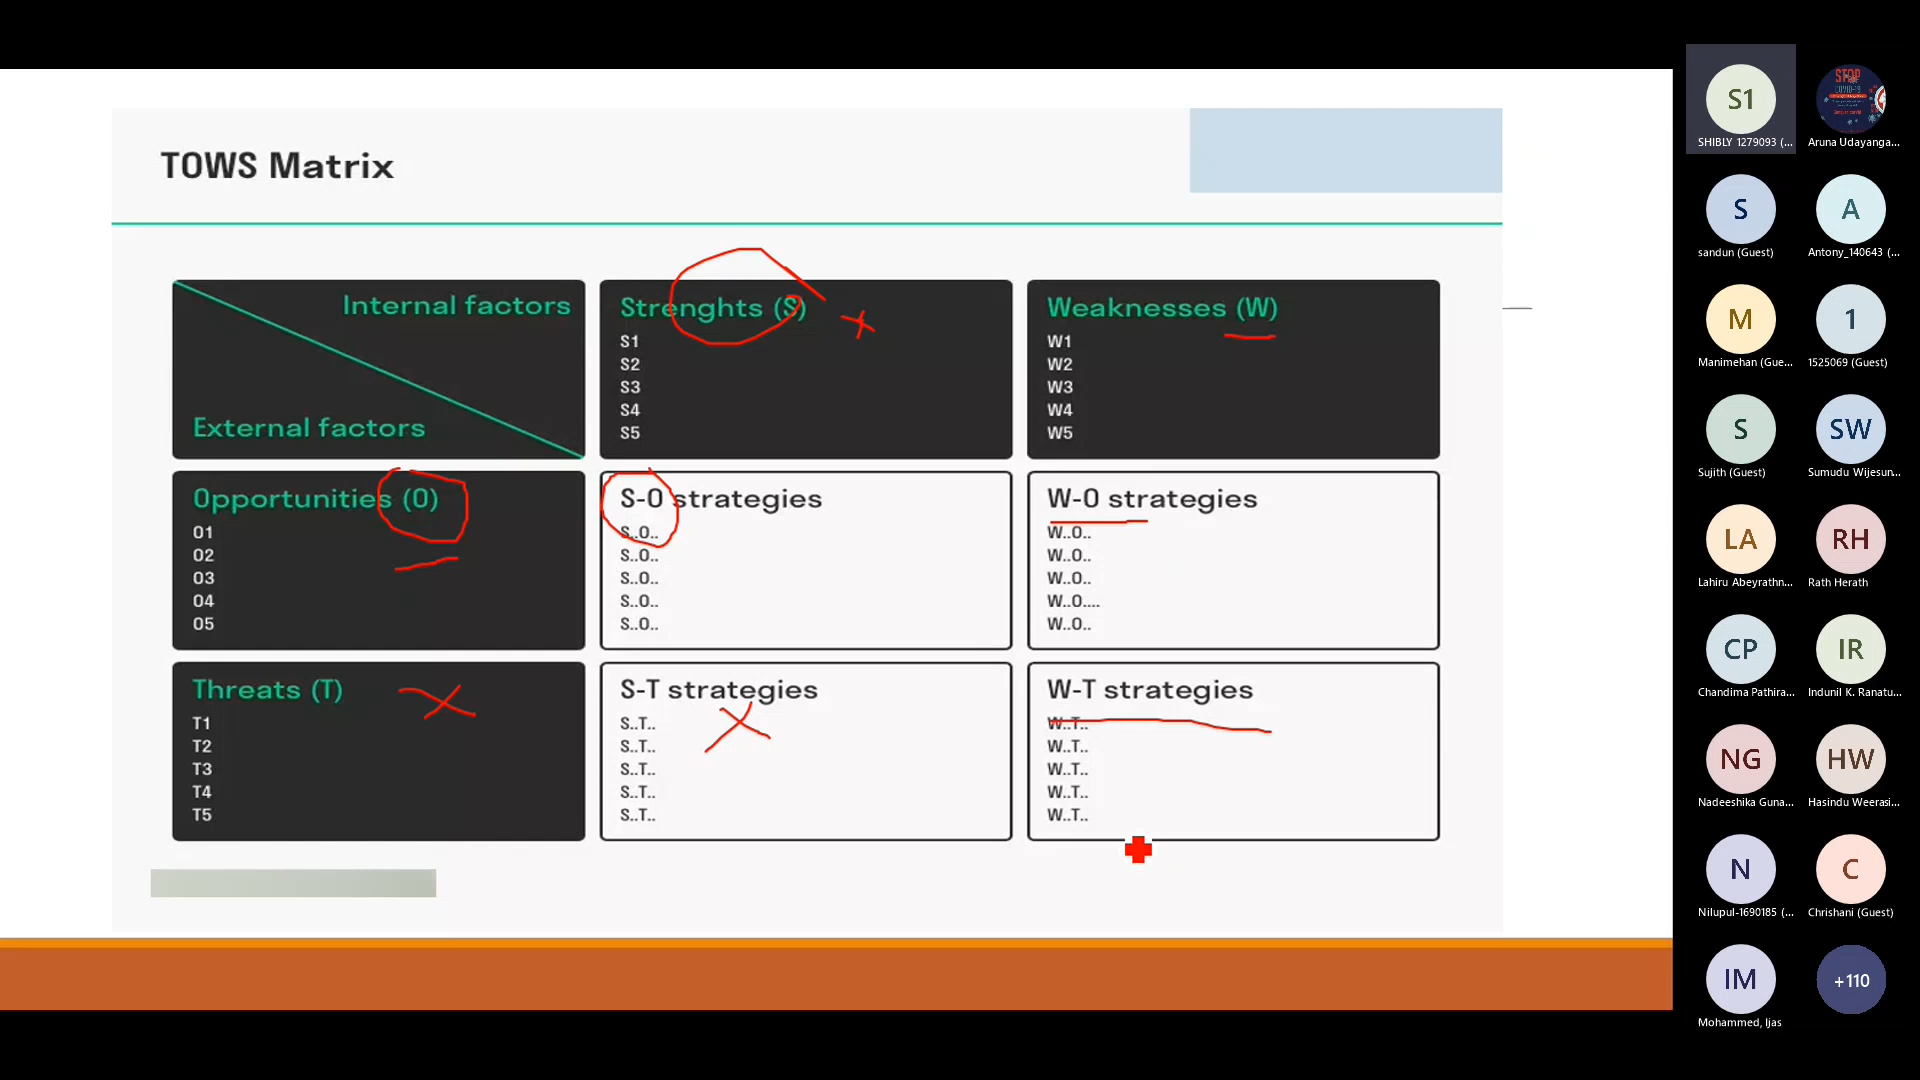 TOWS Matrix
Internal factors
External factors
Strenghts (S)
S1
S2
S3
S4
S5
Weaknesses (W)
W1
W2
W3
W4
W5
Opportunities (O)
O1
O2
O3
O4
O5
S-O strategies
S..O..
S..O..
S..O..
S..O..
S..O..
W-O strategies
W..O..
W..O..
W..O..
W..O....
W..O..
Threats (T)
T1
T2
T3
T4
T5
S-T strategies
S..T..
S..T..
S..T..
S..T..
S..T..
W-T strategies
W..T..
W..T..
W..T..
W..T..
W..T..
S1
SHIBLY 1279093 (...
STOP
COVID-19
Aruna Udayanga...
S
sandun (Guest)
A
Antony_140643 (...
M
Manimehan (Gue...
1
1525069 (Guest)
S
Sujith (Guest)
SW
Sumudu Wijesun...
LA
Lahiru Abeyrathn...
RH
Rath Herath
CP
Chandima Pathira...
IR
Indunil K. Ranatu...
NG
Nadeeshika Guna...
HW
Hasindu Weerasi...
N
Nilupul-1690185 (...
C
Chrishani (Guest)
IM
Mohammed, Ijas
+110